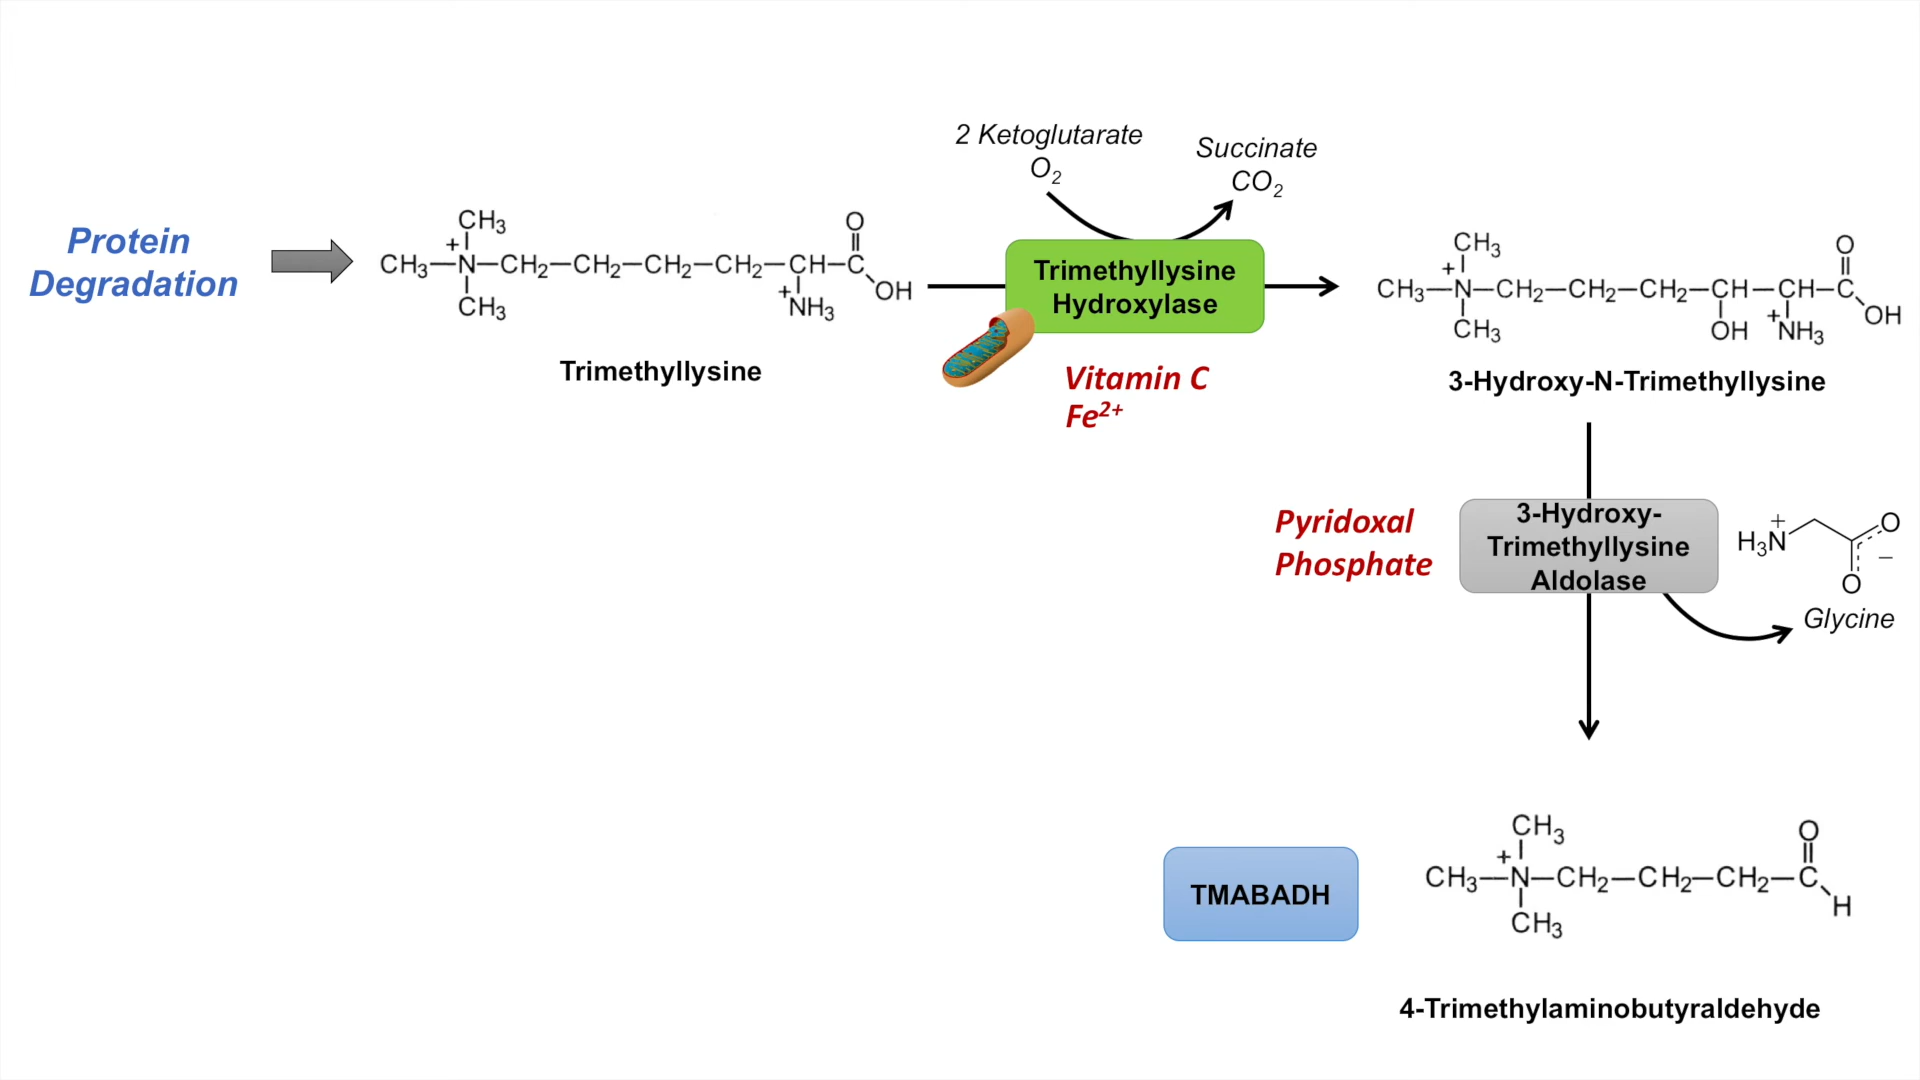 2 Ketoglutarate
O2
Succinate
CO2
Protein
Degradation
CH3
+
CH3—N—CH2—CH2—CH2—CH2—CH—C
O
OH
CH3
+NH3
Trimethyllysine
Trimethyllysine
Hydroxylase
Vitamin C
Fe2+
CH3
+
CH3—N—CH2—CH2—CH2—CH—CH—C
O
OH
CH3
OH
+NH3
3-Hydroxy-N-Trimethyllysine
Pyridoxal
Phosphate
3-Hydroxy-
Trimethyllysine
Aldolase
+
H3N
O
–
O
Glycine
TMABADH
CH3
+
CH3—N—CH2—CH2—CH2—C
O
H
CH3
4-Trimethylaminobutyraldehyde